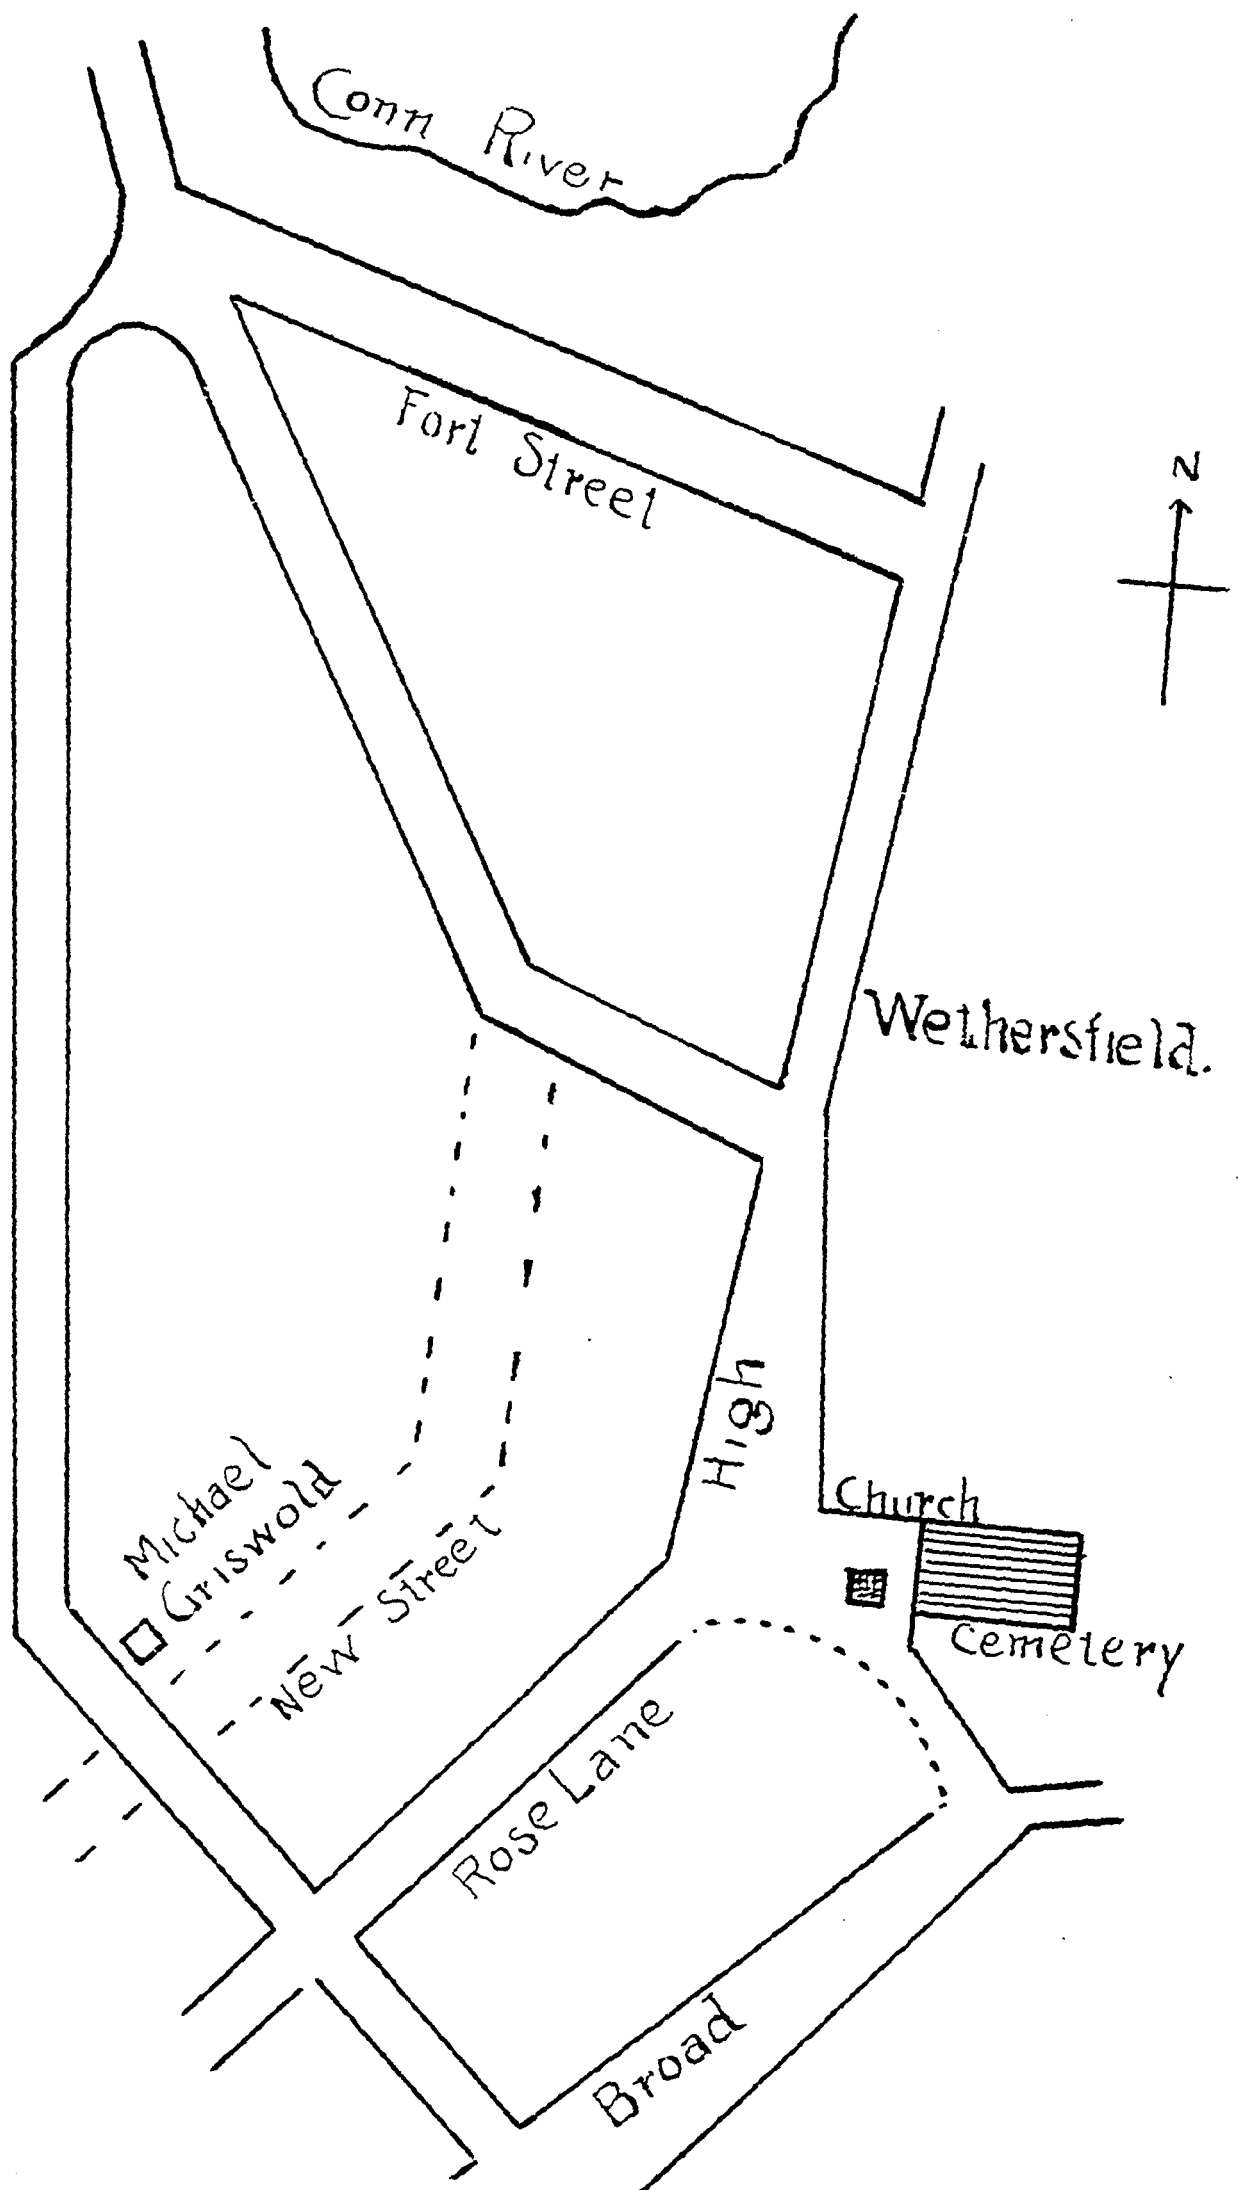 Conn River
Fort Street
N
Wethersfield.
High
Michael
Griswold
New Street
Church
Cemetery
Rose Lane
Broad